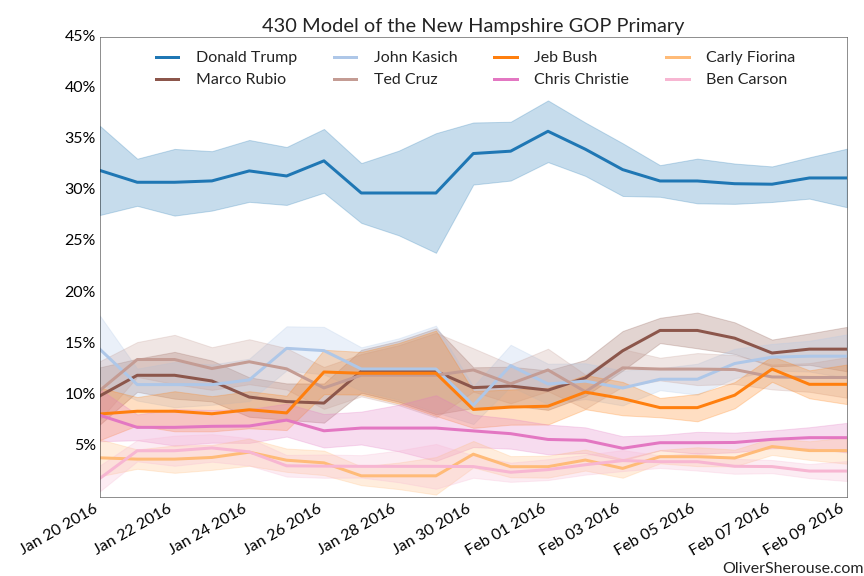 430 Model of the New Hampshire GOP Primary
45%
40%
35%
30%
25%
20%
15%
10%
5%
Donald Trump John Kasich Jeb Bush Carly Fiorina
Marco Rubio Ted Cruz Chris Christie Ben Carson
Jan 20 2016
Jan 22 2016
Jan 24 2016
Jan 26 2016
Jan 28 2016
Jan 30 2016
Feb 01 2016
Feb 03 2016
Feb 05 2016
Feb 07 2016
Feb 09 2016
OliverSherouse.com